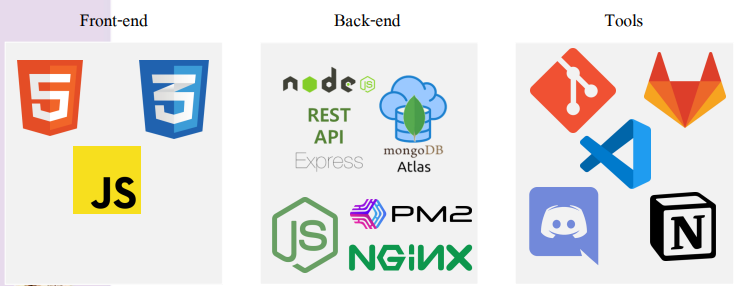 Front-end
Back-end
Tools
5
3
JS
node
JS
REST
API
Express
mongoDB
Atlas
JS
PM2
NGINX
N